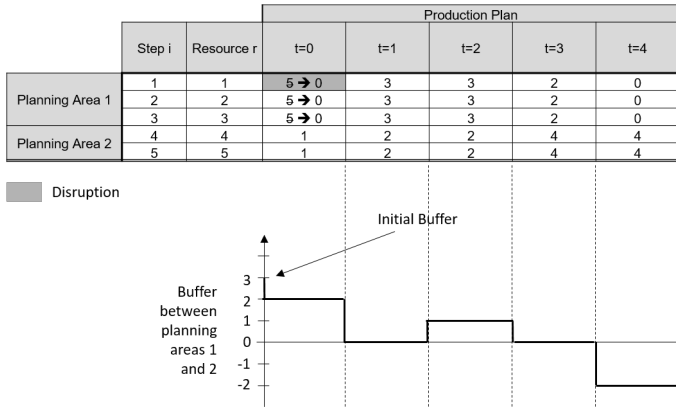 Production Plan
Step i Resource r t=0 t=1 t=2 t=3 t=4
Planning Area 1
1 1 5 → 0 3 3 2 0
2 2 5 → 0 3 3 2 0
3 3 5 → 0 3 3 2 0
Planning Area 2
4 4 1 2 2 4 4
5 5 1 2 2 4 4
Disruption
Initial Buffer
Buffer
between
planning
areas 1
and 2
3
2
1
0
-1
-2